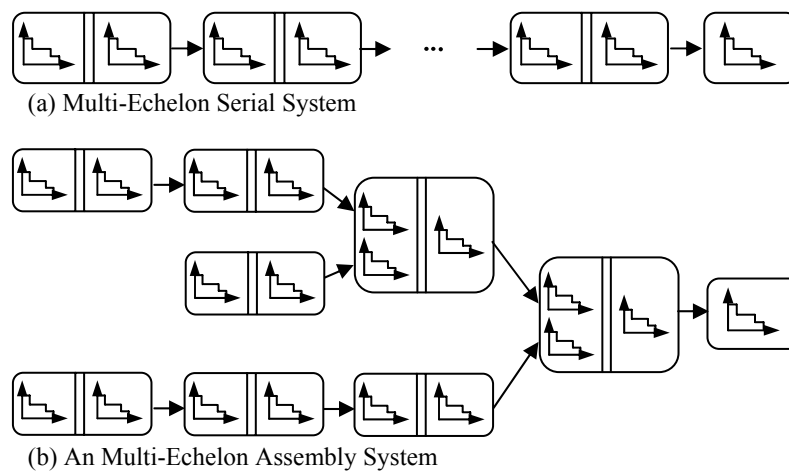 ...
(a) Multi-Echelon Serial System
(b) An Multi-Echelon Assembly System